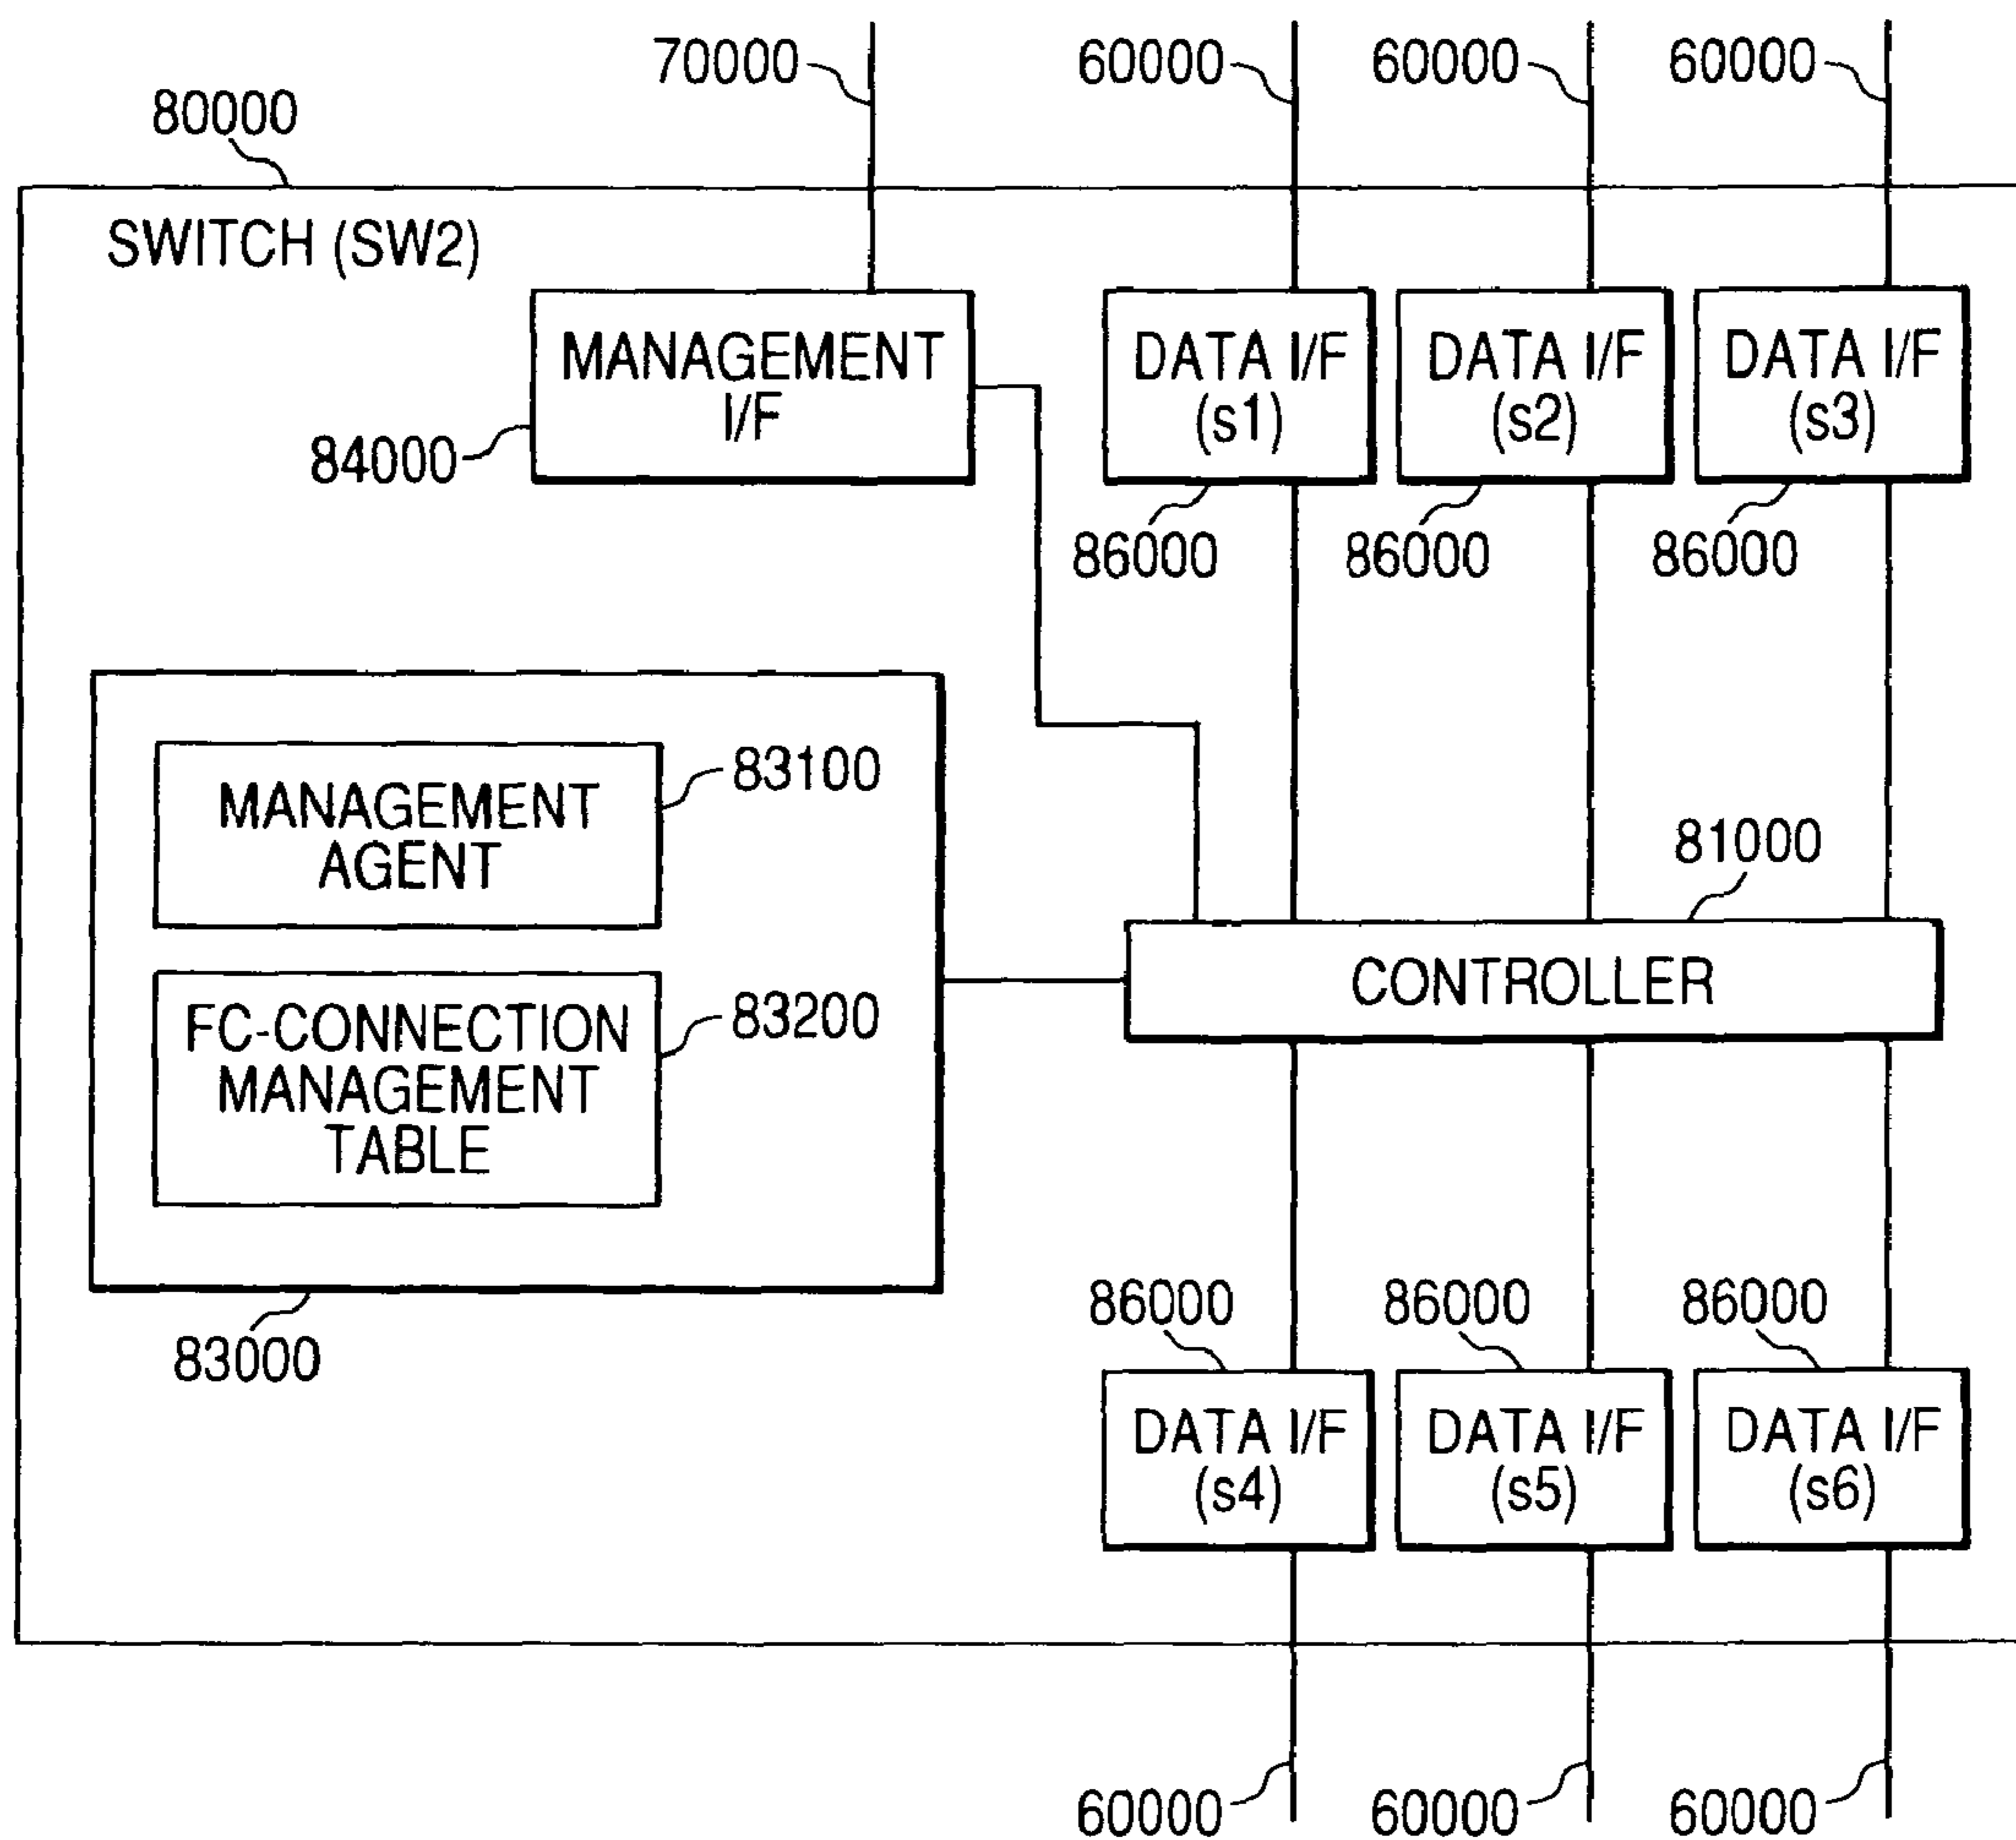 70000
60000
60000
60000
80000
SWITCH (SW2)
MANAGEMENT
I/F
84000
DATA I/F
(s1)
DATA I/F
(s2)
DATA I/F
(s3)
86000
86000
86000
MANAGEMENT
AGENT
83100
FC-CONNECTION
MANAGEMENT
TABLE
83200
83000
81000
CONTROLLER
86000
86000
86000
DATA I/F
(s4)
DATA I/F
(s5)
DATA I/F
(s6)
60000
60000
60000